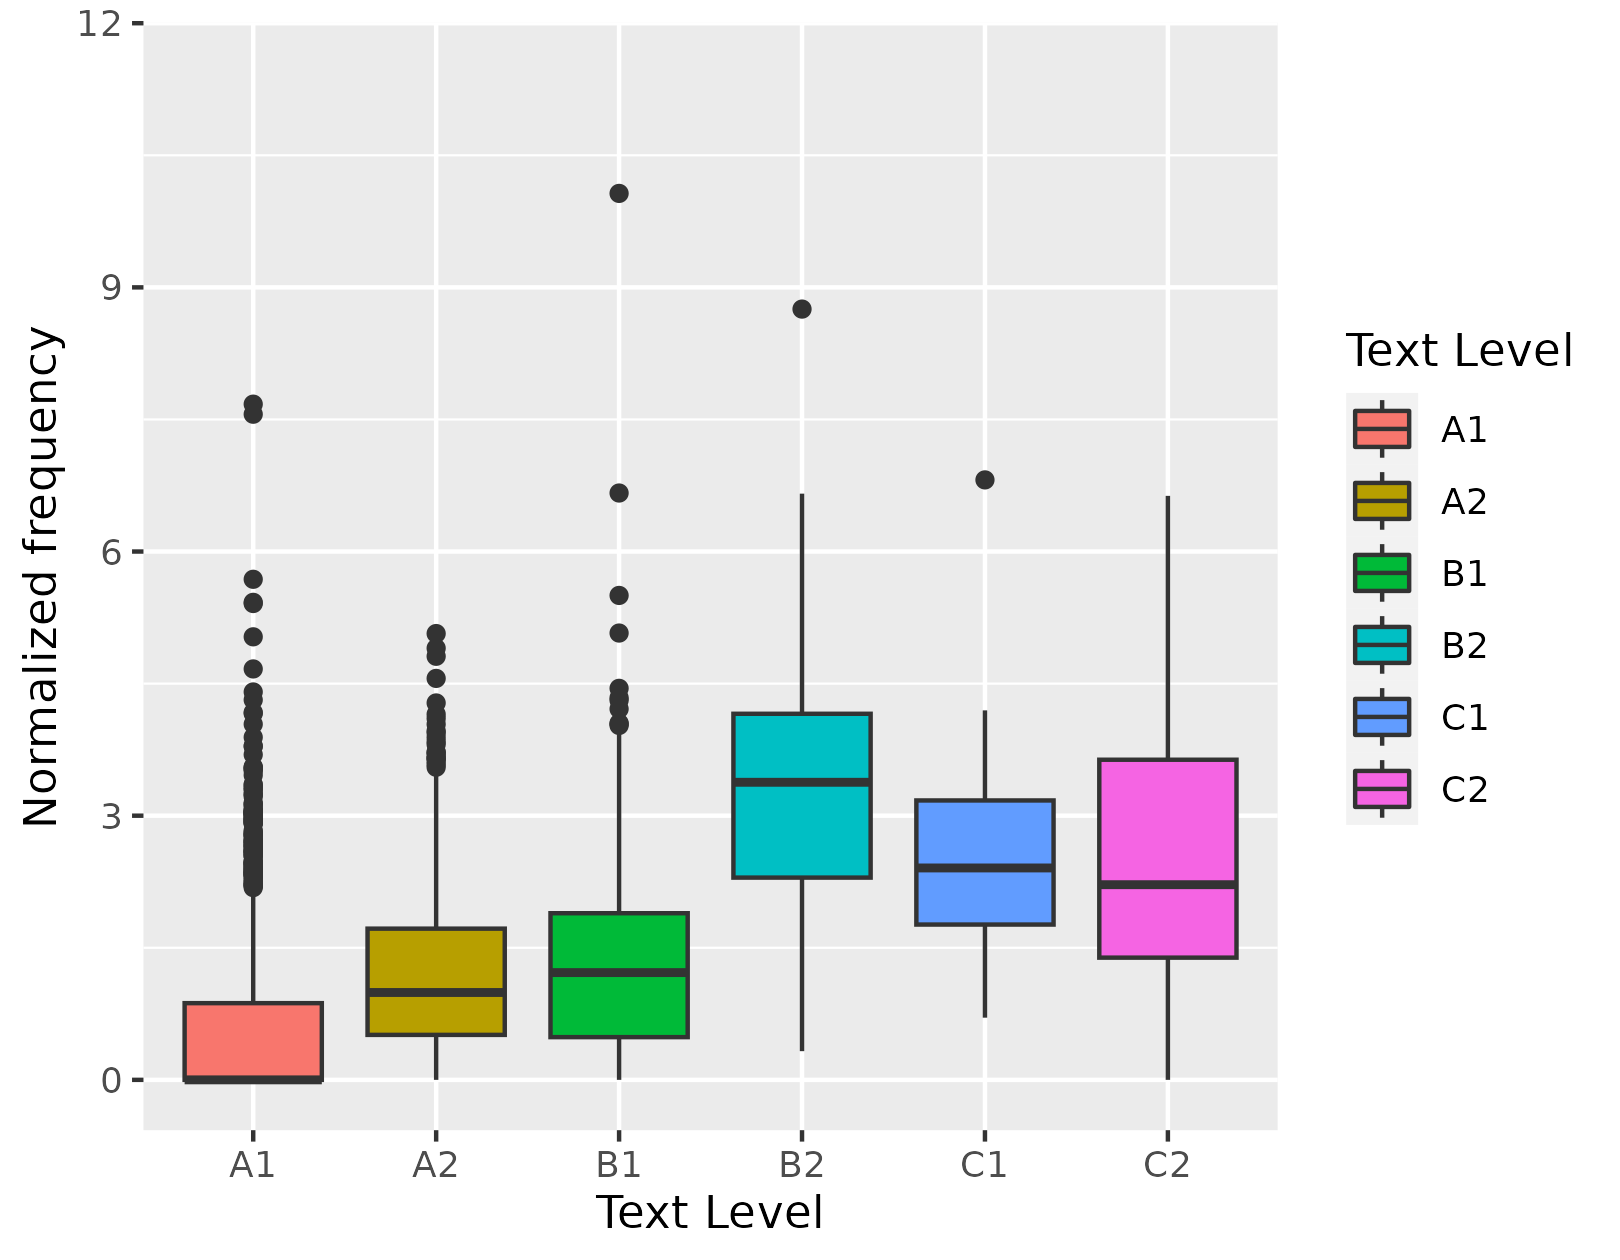 12
9
6
3
0
Normalized frequency
A1 A2 B1 B2 C1 C2
Text Level
Text Level
A1
A2
B1
B2
C1
C2